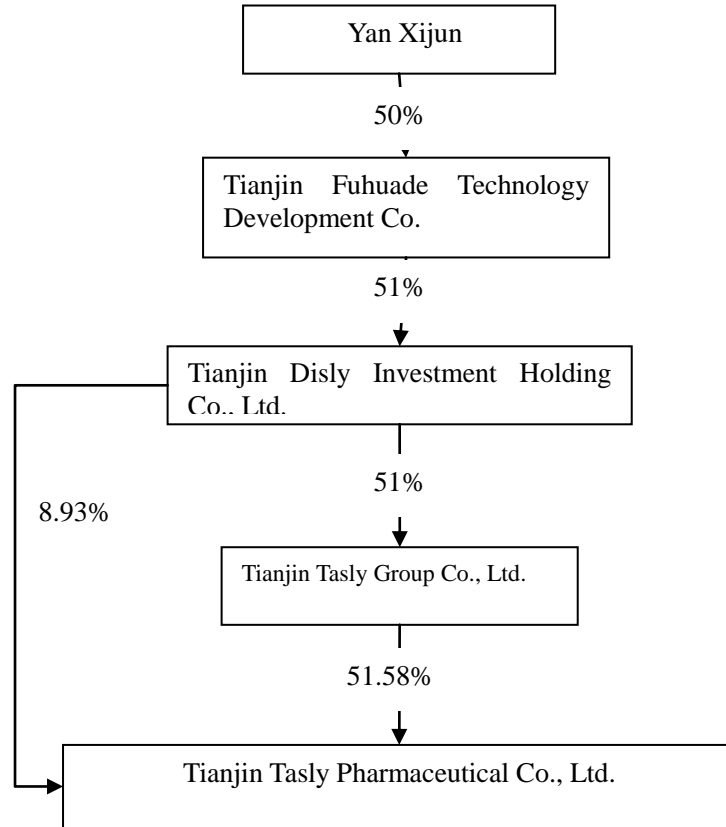 Yan Xijun
50%
Tianjin Fuhuade Technology
Development Co.
51%
Tianjin Disly Investment Holding
Co., Ltd.
51%
8.93%
Tianjin Tasly Group Co., Ltd.
51.58%
Tianjin Tasly Pharmaceutical Co., Ltd.